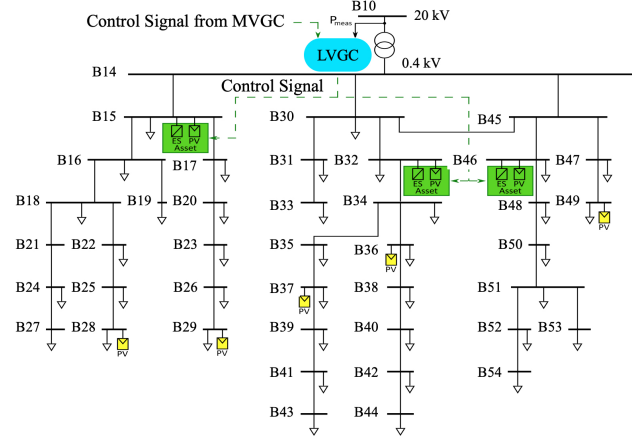 B10
20 kV
Control Signal from MVGC
Pmeas
LVGC
0.4 kV
B14
Control Signal
B15
ES PV
Asset
B30
B45
B16
B17
B31
B32
ES PV
Asset
B46
ES PV
Asset
B47
B18
B19
B20
B33
B34
B48
B49
PV
B21
B22
B23
B35
B36
PV
B50
B24
B25
B26
B37
PV
B38
B51
B27
B28
PV
B29
PV
B39
B40
B52
B53
B41
B42
B54
B43
B44